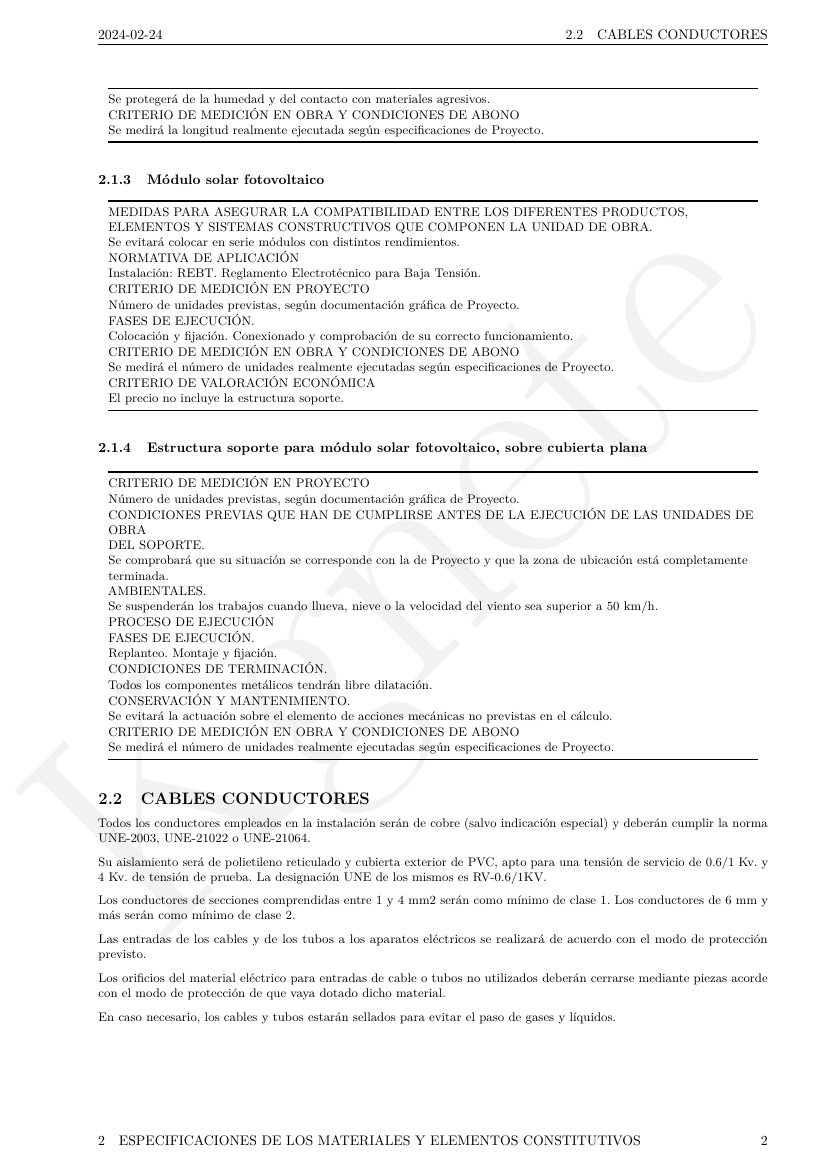 2024-02-24 2.2 CABLES CONDUCTORES
Se protegerá de la humedad y del contacto con materiales agresivos.
CRITERIO DE MEDICIÓN EN OBRA Y CONDICIONES DE ABONO
Se medirá la longitud realmente ejecutada según especificaciones de Proyecto.
2.1.3 Módulo solar fotovoltaico
MEDIDAS PARA ASEGURAR LA COMPATIBILIDAD ENTRE LOS DIFERENTES PRODUCTOS,
ELEMENTOS Y SISTEMAS CONSTRUCTIVOS QUE COMPONEN LA UNIDAD DE OBRA.
Se evitará colocar en serie módulos con distintos rendimientos.
NORMATIVA DE APLICACIÓN
Instalación: REBT. Reglamento Electrotécnico para Baja Tensión.
CRITERIO DE MEDICIÓN EN PROYECTO
Número de unidades previstas, según documentación gráfica de Proyecto.
FASES DE EJECUCIÓN.
Colocación y fijación. Conexionado y comprobación de su correcto funcionamiento.
CRITERIO DE MEDICIÓN EN OBRA Y CONDICIONES DE ABONO
Se medirá el número de unidades realmente ejecutadas según especificaciones de Proyecto.
CRITERIO DE VALORACIÓN ECONÓMICA
El precio no incluye la estructura soporte.
2.1.4 Estructura soporte para módulo solar fotovoltaico, sobre cubierta plana
CRITERIO DE MEDICIÓN EN PROYECTO
Número de unidades previstas, según documentación gráfica de Proyecto.
CONDICIONES PREVIAS QUE HAN DE CUMPLIRSE ANTES DE LA EJECUCIÓN DE LAS UNIDADES DE
OBRA
DEL SOPORTE.
Se comprobará que su situación se corresponde con la de Proyecto y que la zona de ubicación está completamente
terminada.
AMBIENTALES.
Se suspenderán los trabajos cuando llueva, nieve o la velocidad del viento sea superior a 50 km/h.
PROCESO DE EJECUCIÓN
FASES DE EJECUCIÓN.
Replanteo. Montaje y fijación.
CONDICIONES DE TERMINACIÓN.
Todos los componentes metálicos tendrán libre dilatación.
CONSERVACIÓN Y MANTENIMIENTO.
Se evitará la actuación sobre el elemento de acciones mecánicas no previstas en el cálculo.
CRITERIO DE MEDICIÓN EN OBRA Y CONDICIONES DE ABONO
Se medirá el número de unidades realmente ejecutadas según especificaciones de Proyecto.
2.2 CABLES CONDUCTORES
Todos los conductores empleados en la instalación serán de cobre (salvo indicación especial) y deberán cumplir la norma
UNE-2003, UNE-21022 o UNE-21064.
Su aislamiento será de polietileno reticulado y cubierta exterior de PVC, apto para una tensión de servicio de 0.6/1 Kv. y
4 Kv. de tensión de prueba. La designación UNE de los mismos es RV-0.6/1KV.
Los conductores de secciones comprendidas entre 1 y 4 mm2 serán como mínimo de clase 1. Los conductores de 6 mm y
más serán como mínimo de clase 2.
Las entradas de los cables y de los tubos a los aparatos eléctricos se realizará de acuerdo con el modo de protección
previsto.
Los orificios del material eléctrico para entradas de cable o tubos no utilizados deberán cerrarse mediante piezas acorde
con el modo de protección de que vaya dotado dicho material.
En caso necesario, los cables y tubos estarán sellados para evitar el paso de gases y líquidos.
2 ESPECIFICACIONES DE LOS MATERIALES Y ELEMENTOS CONSTITUTIVOS 2
Kgnete